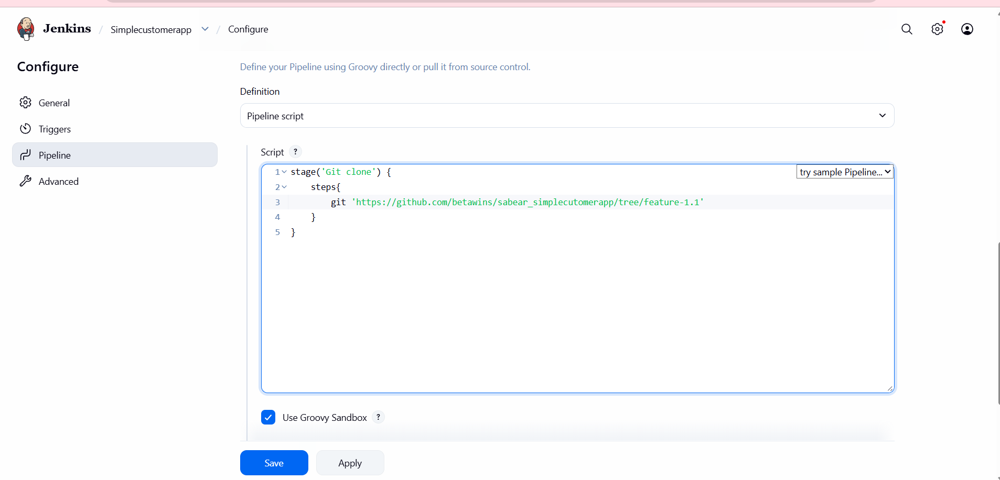 Jenkins / Simplecustomerapp / Configure
Configure
General
Triggers
Pipeline
Advanced
Define your Pipeline using Groovy directly or pull it from source control.
Definition
Pipeline script
Script ?
try sample Pipeline...
1 stage('Git clone') {
2 steps{
3 git 'https://github.com/betawins/sabear_simplecutomerapp/tree/feature-1.1'
4 }
5 }
Use Groovy Sandbox ?
Save Apply